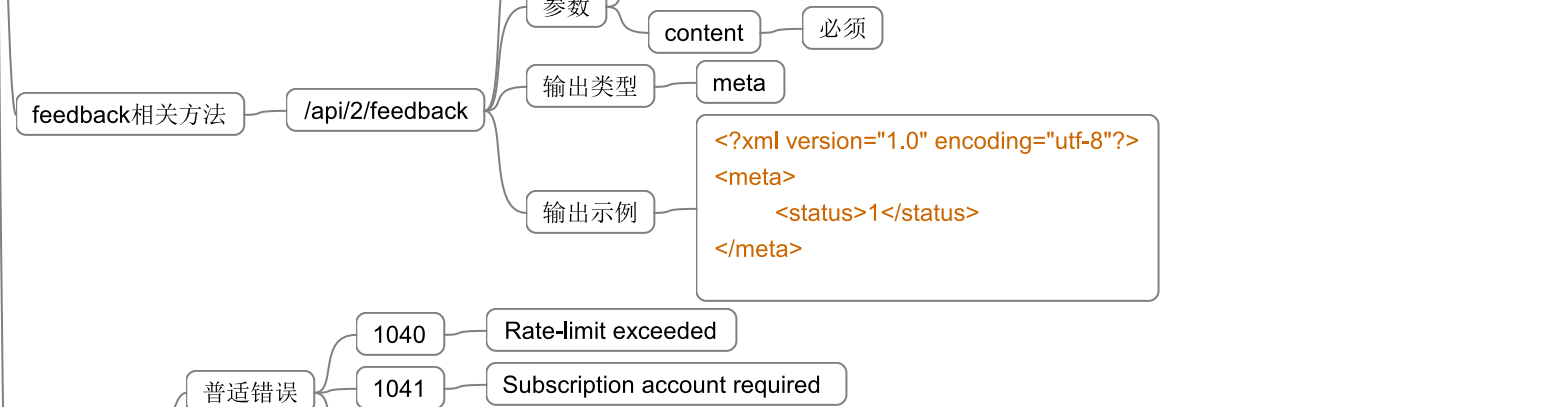 参数
content
必须
feedback相关方法
/api/2/feedback
输出类型
meta
输出示例
<?xml version="1.0" encoding="utf-8"?>
<meta>
<status>1</status>
</meta>
普适错误
1040
Rate-limit exceeded
1041
Subscription account required